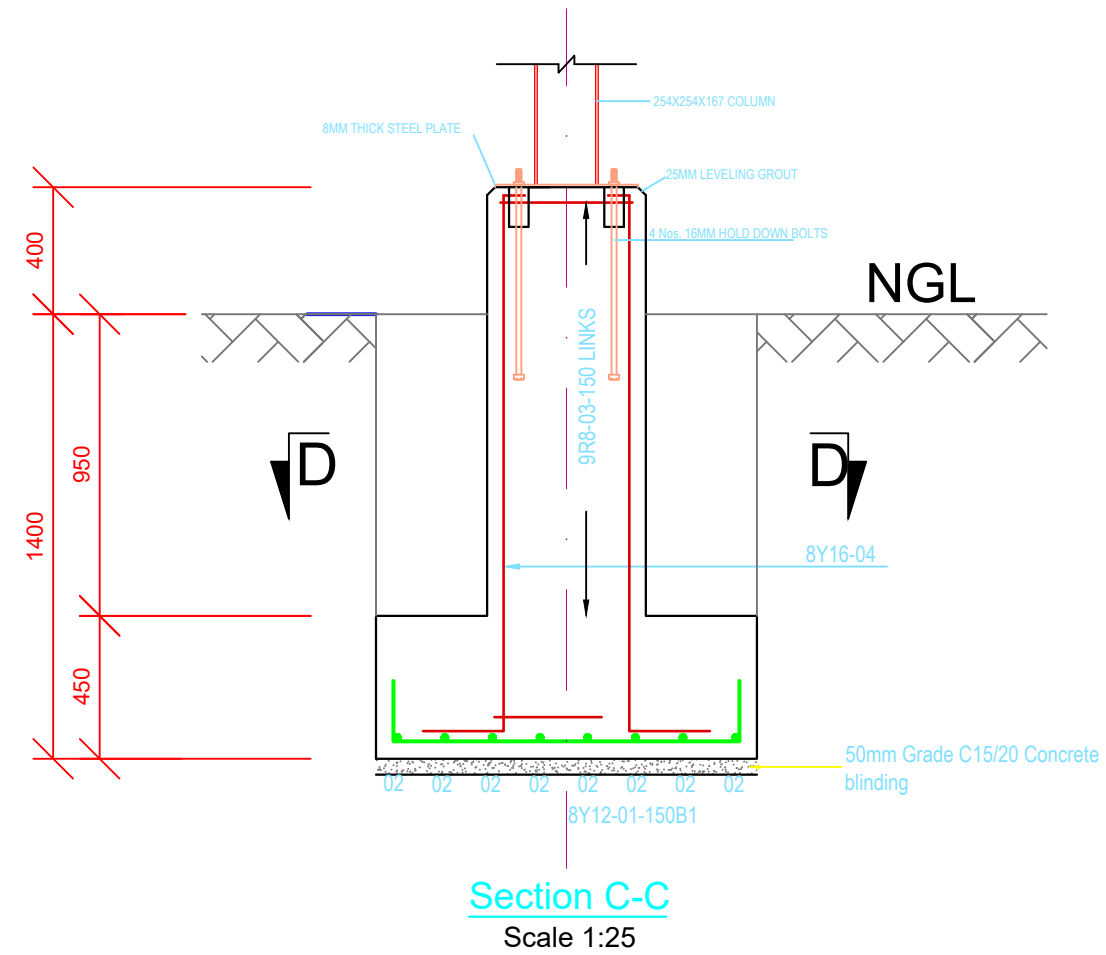 254X254X167 COLUMN
8MM THICK STEEL PLATE
25MM LEVELING GROUT
4 Nos. 16MM HOLD DOWN BOLTS
400
NGL
9R8-03-150 LINKS
D
D
950
1400
8Y16-04
450
50mm Grade C15/20 Concrete
blinding
02 02 02 02 02 02 02 02
8Y12-01-150B1
Section C-C
Scale 1:25